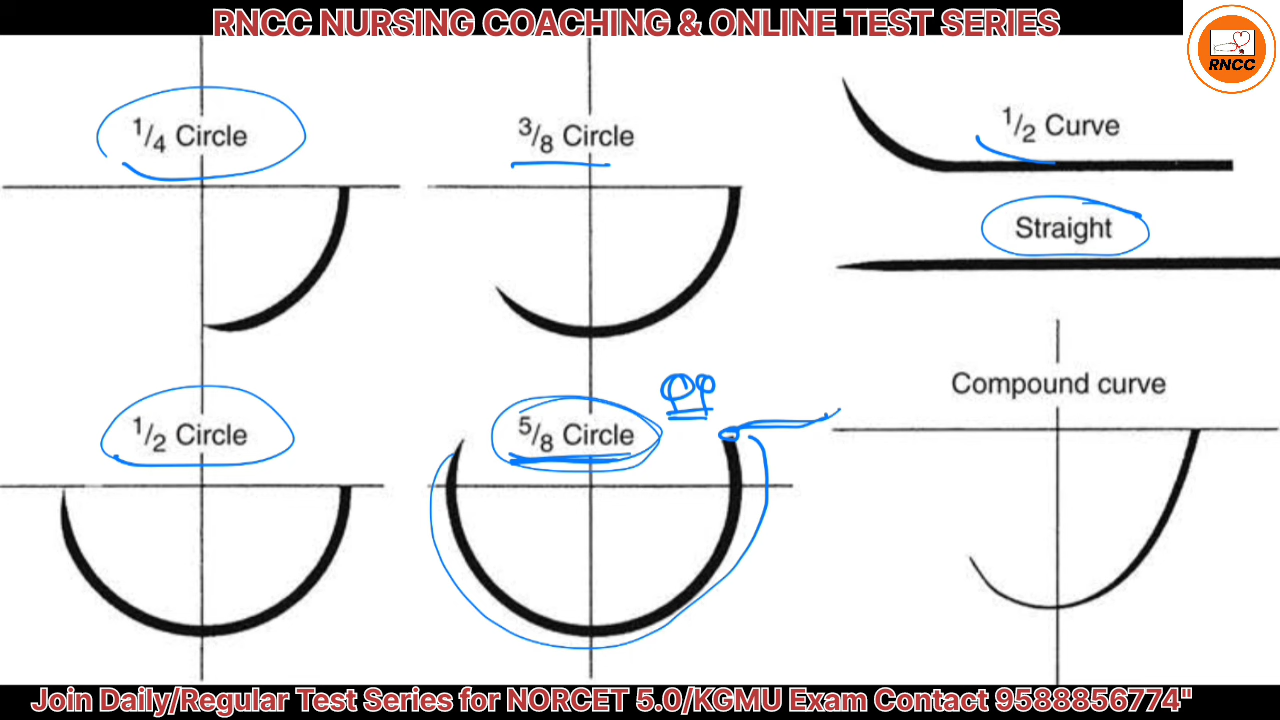 RNCC NURSING COACHING & ONLINE TEST SERIES
RNCC
1/4 Circle
3/8 Circle
1/2 Curve
Straight
1/2 Circle
5/8 Circle
Compound curve
Join Daily/Regular Test Series for NORCET 5.0/KGMU Exam Contact 9588856774"